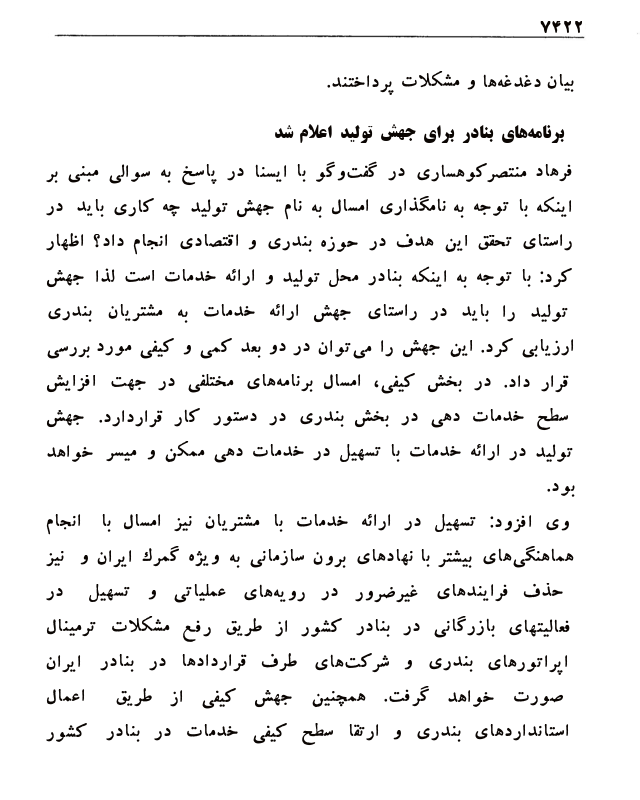 ۷۴۲۲
بیان دغدغه‌ها و مشکلات پرداختند.
برنامه‌های بنادر برای جهش تولید اعلام شد
فرهاد منتصرکوهساری در گفت‌وگو با ایسنا در پاسخ به سوالی مبنی بر
اینکه با توجه به نامگذاری امسال به نام جهش تولید چه کاری باید در
راستای تحقق این هدف در حوزه بندری و اقتصادی انجام داد؟ اظهار
کرد: با توجه به اینکه بنادر محل تولید و ارائه خدمات است لذا جهش
تولید را باید در راستای جهش ارائه خدمات به مشتریان بندری
ارزیابی کرد. این جهش را می‌توان در دو بعد کمی و کیفی مورد بررسی
قرار داد. در بخش کیفی، امسال برنامه‌های مختلفی در جهت افزایش
سطح خدمات دهی در بخش بندری در دستور کار قراردارد. جهش
تولید در ارائه خدمات با تسهیل در خدمات دهی ممکن و میسر خواهد
بود.
وی افزود: تسهیل در ارائه خدمات با مشتریان نیز امسال با انجام
هماهنگی‌های بیشتر با نهادهای برون سازمانی به ویژه گمرك ایران و نیز
حذف فرایندهای غیرضرور در رویه‌های عملیاتی و تسهیل در
فعالیتهای بازرگانی در بنادر کشور از طریق رفع مشکلات ترمینال
اپراتورهای بندری و شرکت‌های طرف قراردادها در بنادر ایران
صورت خواهد گرفت. همچنین جهش کیفی از طریق اعمال
استانداردهای بندری و ارتقا سطح کیفی خدمات در بنادر کشور